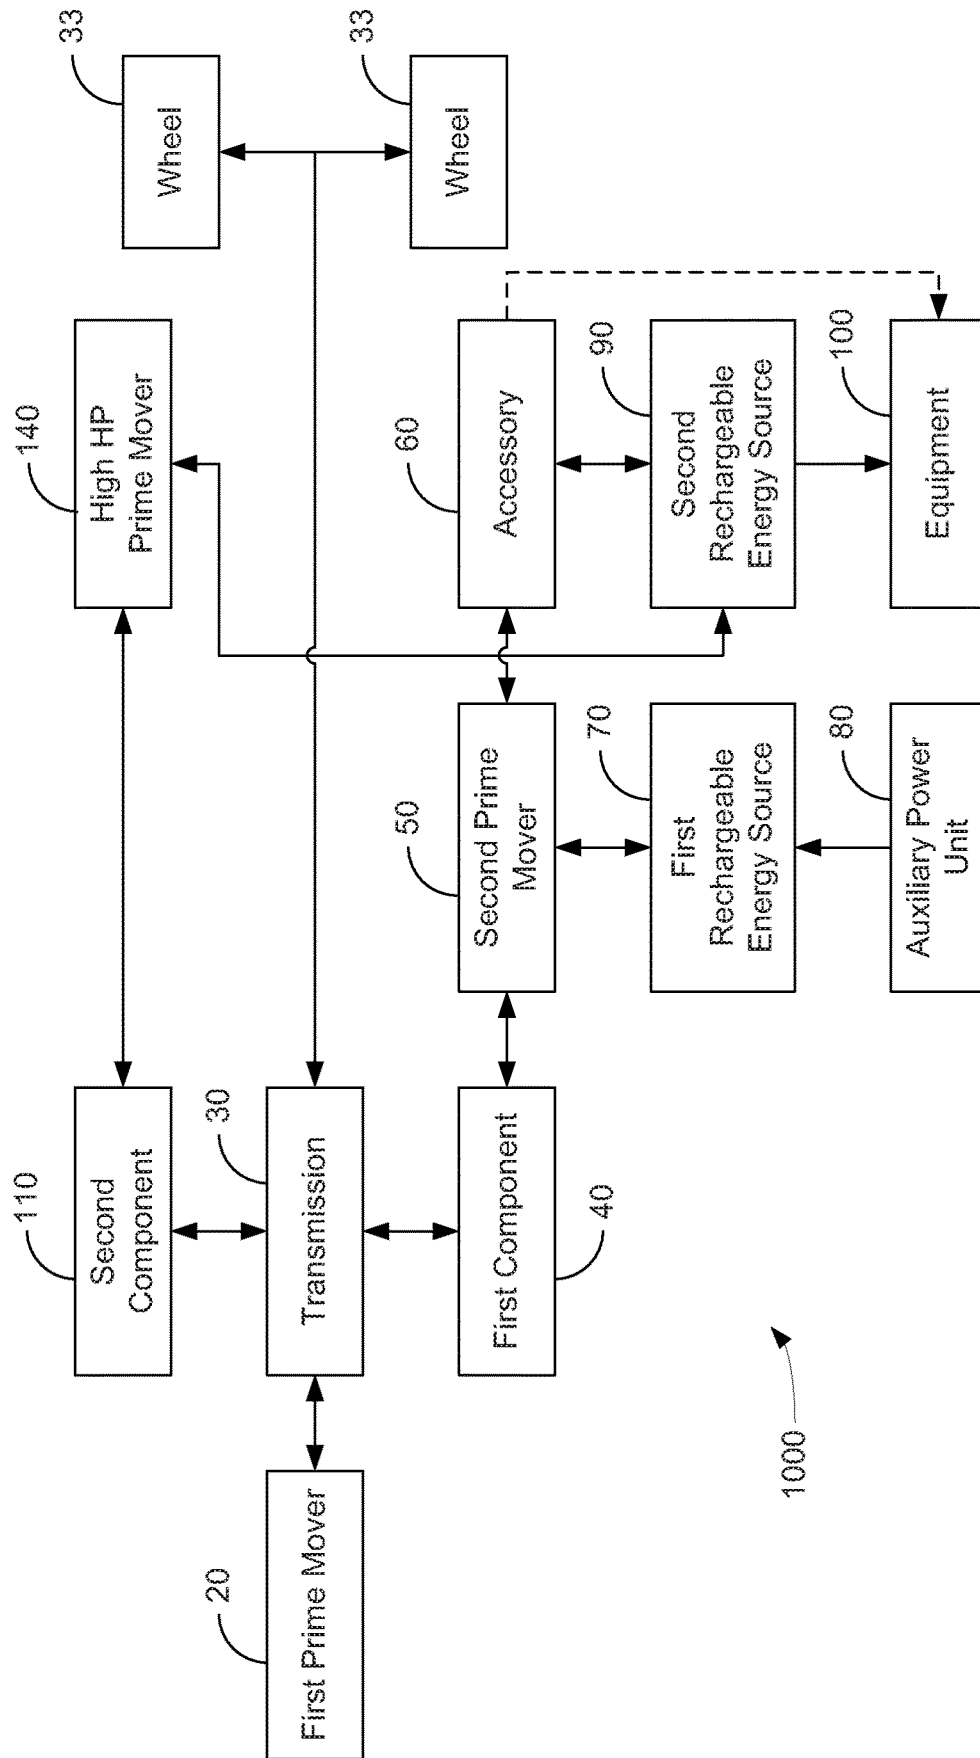 110
Second
Component
140
High HP
Prime Mover
33
Wheel
20
First Prime Mover
30
Transmission
33
Wheel
40
First Component
50
Second Prime
Mover
60
Accessory
70
First
Rechargeable
Energy Source
90
Second
Rechargeable
Energy Source
80
Auxiliary Power
Unit
100
Equipment
1000